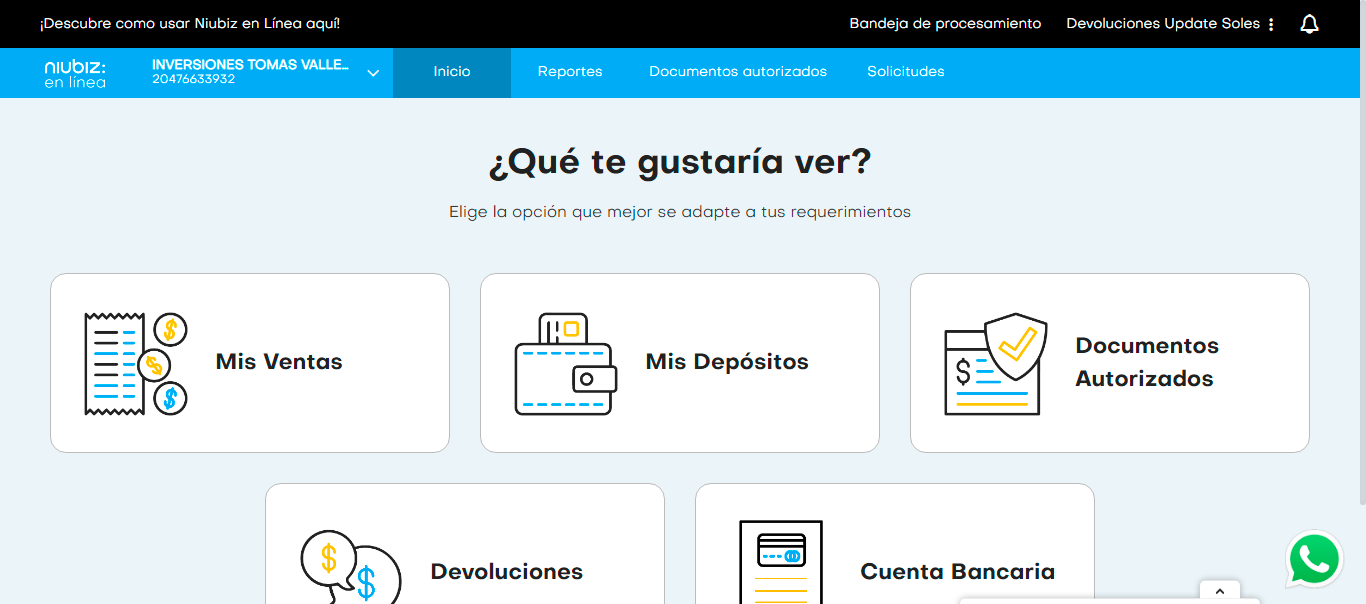 ¡Descubre como usar Niubiz en Línea aquí!
Bandeja de procesamiento
Devoluciones Update Soles
niubiz:
en línea
INVERSIONES TOMAS VALLE...
20476633932
Inicio
Reportes
Documentos autorizados
Solicitudes
¿Qué te gustaría ver?
Elige la opción que mejor se adapte a tus requerimientos
Mis Ventas
Mis Depósitos
Documentos
Autorizados
Devoluciones
Cuenta Bancaria